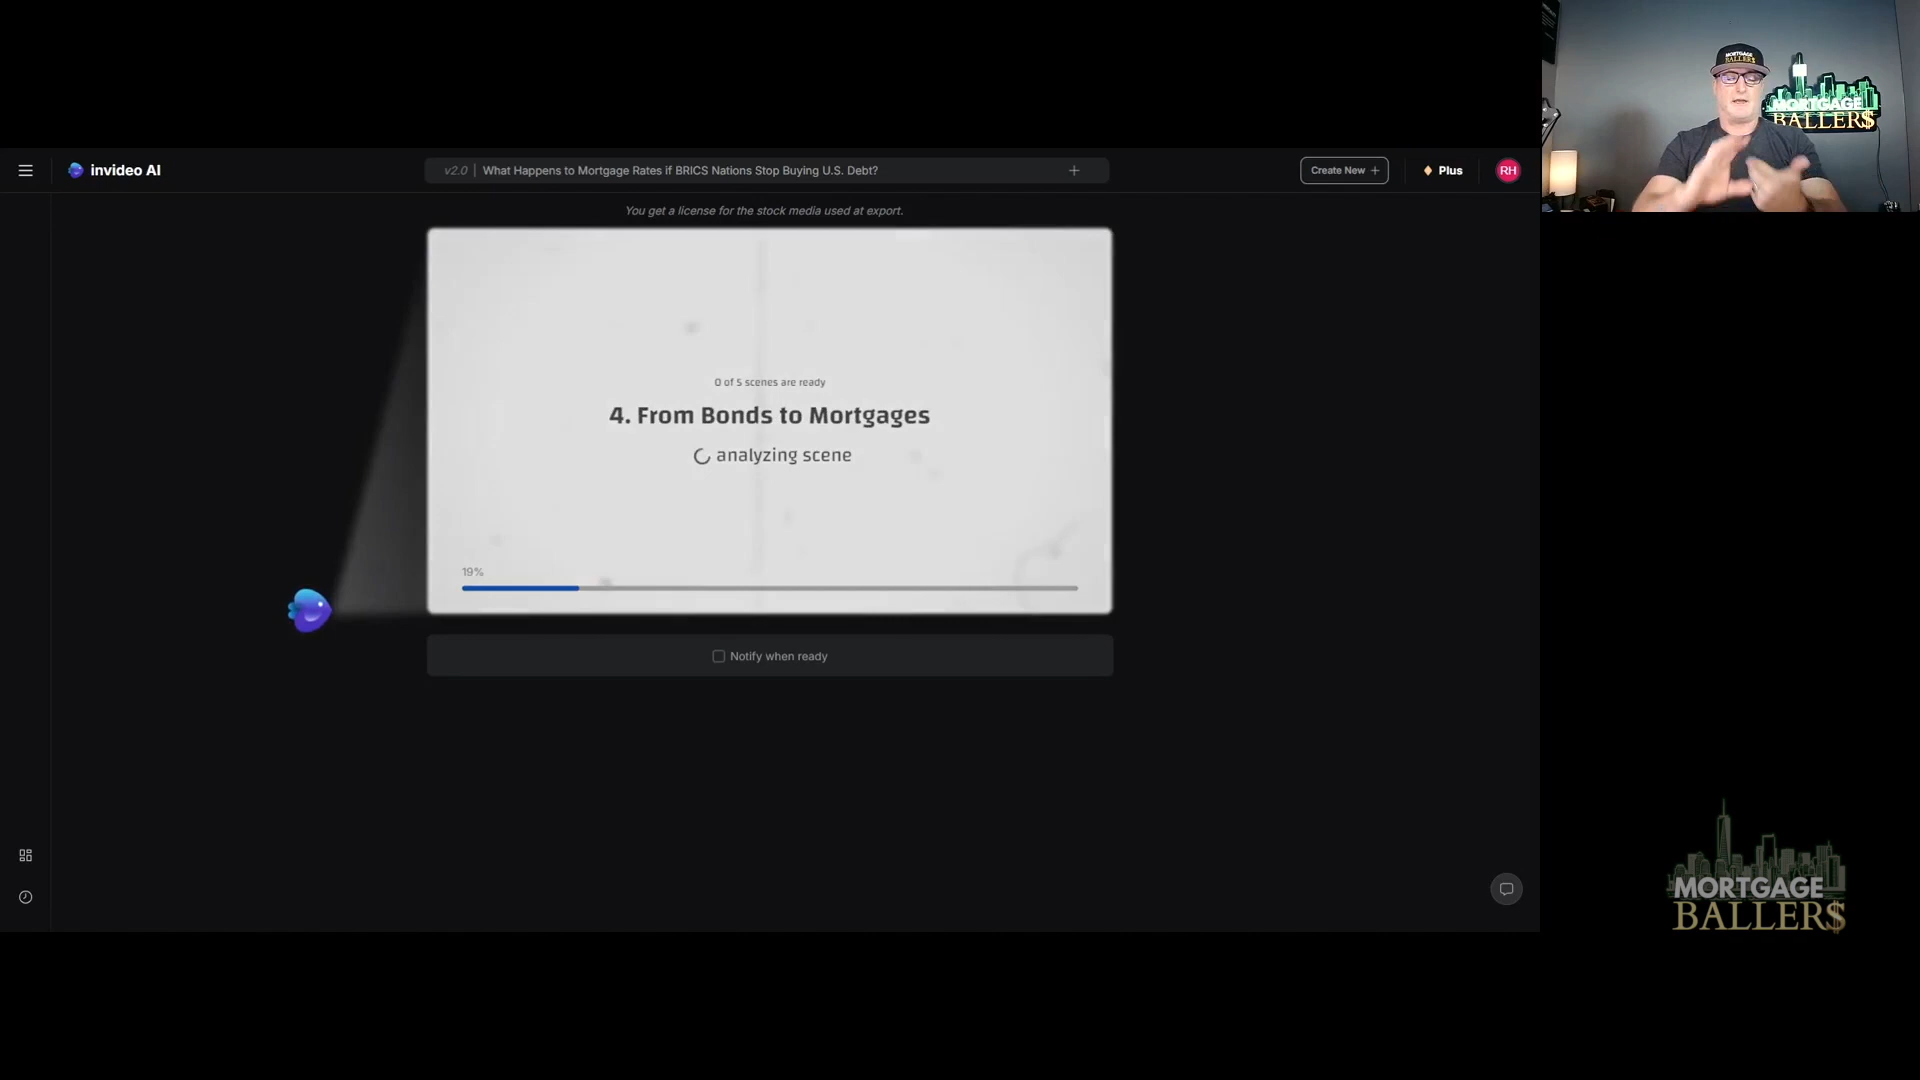 invideo AI
v2.0 | What Happens to Mortgage Rates if BRICS Nations Stop Buying U.S. Debt?
Create New
Plus
RH
You get a license for the stock media used at export.
0 of 5 scenes are ready
4. From Bonds to Mortgages
analyzing scene
19%
Notify when ready
MORTGAGE
BALLERS
MORTGAGE
BALLER$
MORTGAGE
BALLER$